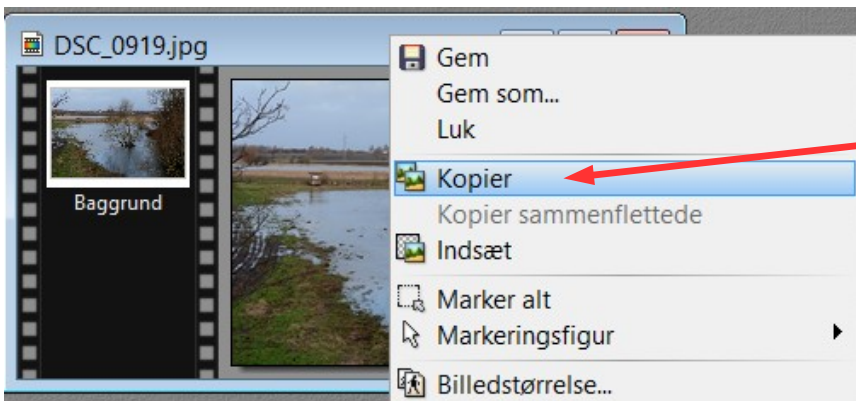 DSC_0919.jpg
Baggrund
Gem
Gem som...
Luk
Kopier
Kopier sammenflettede
Indsæt
Marker alt
Markeringsfigur
Billedstørrelse...